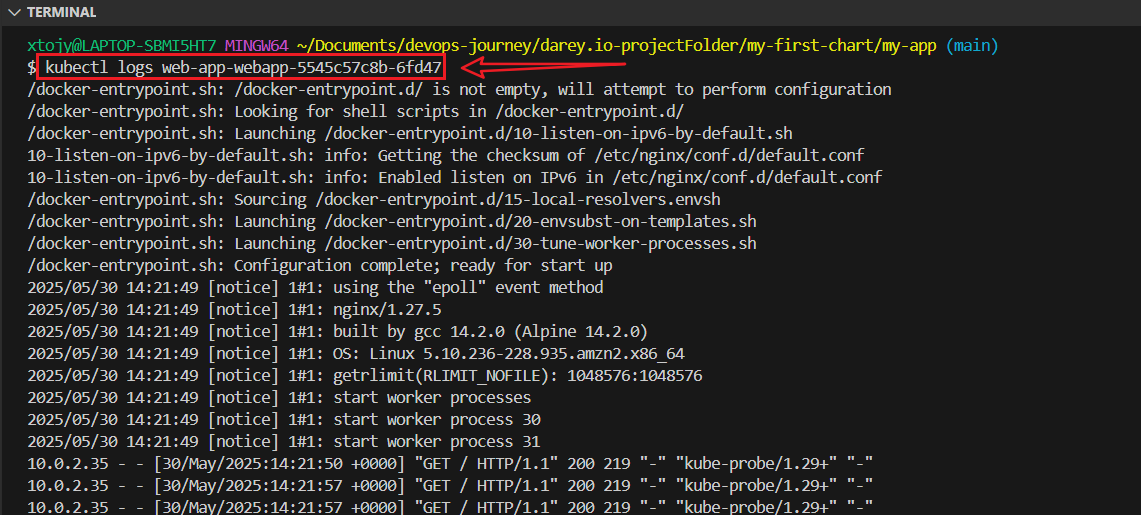 TERMINAL
xtojy@LAPTOP-SBMI5HT7 MINGW64 ~/Documents/devops-journey/darey.io-projectFolder/my-first-chart/my-app (main)
$ kubectl logs web-app-webapp-5545c57c8b-6fd47
/docker-entrypoint.sh: /docker-entrypoint.d/ is not empty, will attempt to perform configuration
/docker-entrypoint.sh: Looking for shell scripts in /docker-entrypoint.d/
/docker-entrypoint.sh: Launching /docker-entrypoint.d/10-listen-on-ipv6-by-default.sh
10-listen-on-ipv6-by-default.sh: info: Getting the checksum of /etc/nginx/conf.d/default.conf
10-listen-on-ipv6-by-default.sh: info: Enabled listen on IPv6 in /etc/nginx/conf.d/default.conf
/docker-entrypoint.sh: Sourcing /docker-entrypoint.d/15-local-resolvers.envsh
/docker-entrypoint.sh: Launching /docker-entrypoint.d/20-envsubst-on-templates.sh
/docker-entrypoint.sh: Launching /docker-entrypoint.d/30-tune-worker-processes.sh
/docker-entrypoint.sh: Configuration complete; ready for start up
2025/05/30 14:21:49 [notice] 1#1: using the "epoll" event method
2025/05/30 14:21:49 [notice] 1#1: nginx/1.27.5
2025/05/30 14:21:49 [notice] 1#1: built by gcc 14.2.0 (Alpine 14.2.0)
2025/05/30 14:21:49 [notice] 1#1: OS: Linux 5.10.236-228.935.amzn2.x86_64
2025/05/30 14:21:49 [notice] 1#1: getrlimit(RLIMIT_NOFILE): 1048576:1048576
2025/05/30 14:21:49 [notice] 1#1: start worker processes
2025/05/30 14:21:49 [notice] 1#1: start worker process 30
2025/05/30 14:21:49 [notice] 1#1: start worker process 31
10.0.2.35 - - [30/May/2025:14:21:50 +0000] "GET / HTTP/1.1" 200 219 "-" "kube-probe/1.29+" "-"
10.0.2.35 - - [30/May/2025:14:21:57 +0000] "GET / HTTP/1.1" 200 219 "-" "kube-probe/1.29+" "-"
10.0.2.35 - - [30/May/2025:14:21:57 +0000] "GET / HTTP/1.1" 200 219 "-" "kube-probe/1.29+" "-"